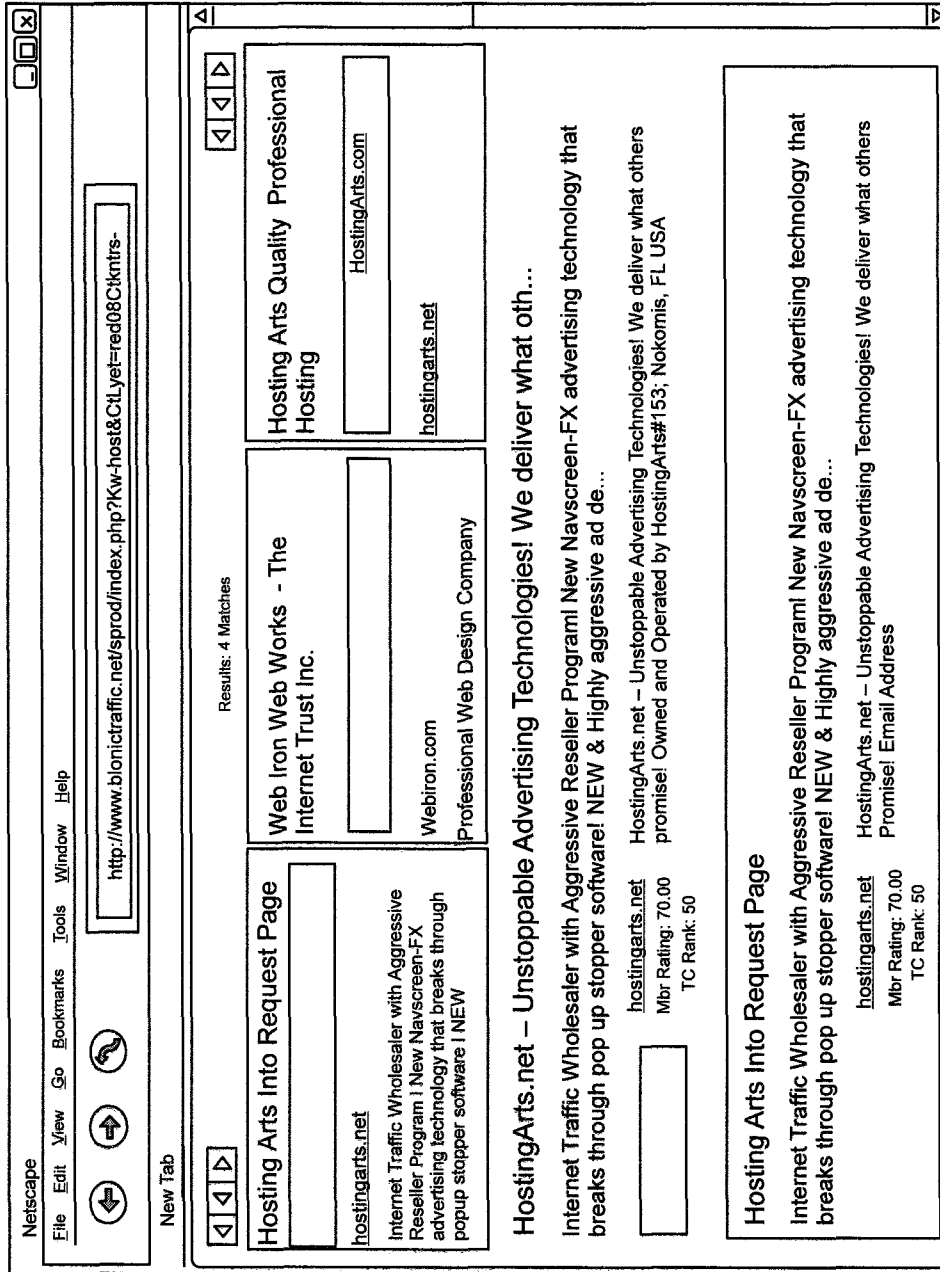 Netscape
File Edit View Go Bookmarks Tools Window Help
http://www.blonictraffic.net/sprod/index.php?Kw-host&CtLyet=red08Ctkntrs-
New Tab
Results: 4 Matches
Hosting Arts Into Request Page
hostingarts.net
Internet Traffic Wholesaler with Aggressive
Reseller Program I New Navscreen-FX
advertising technology that breaks through
popup stopper software I NEW
Web Iron Web Works - The
Internet Trust Inc.
Webiron.com
Professional Web Design Company
Hosting Arts Quality Professional
Hosting
HostingArts.com
hostingarts.net
HostingArts.net – Unstoppable Advertising Technologies! We deliver what oth...
Internet Traffic Wholesaler with Aggressive Reseller Program! New Navscreen-FX advertising technology that
breaks through pop up stopper software! NEW & Highly aggressive ad de...
hostingarts.net
Mbr Rating: 70.00
TC Rank: 50
HostingArts.net – Unstoppable Advertising Technologies! We deliver what others
promise! Owned and Operated by HostingArts#153; Nokomis, FL USA
Hosting Arts Into Request Page
Internet Traffic Wholesaler with Aggressive Reseller Program! New Navscreen-FX advertising technology that
breaks through pop up stopper software! NEW & Highly aggressive ad de...
hostingarts.net
Mbr Rating: 70.00
TC Rank: 50
HostingArts.net – Unstoppable Advertising Technologies! We deliver what others
Promise! Email Address